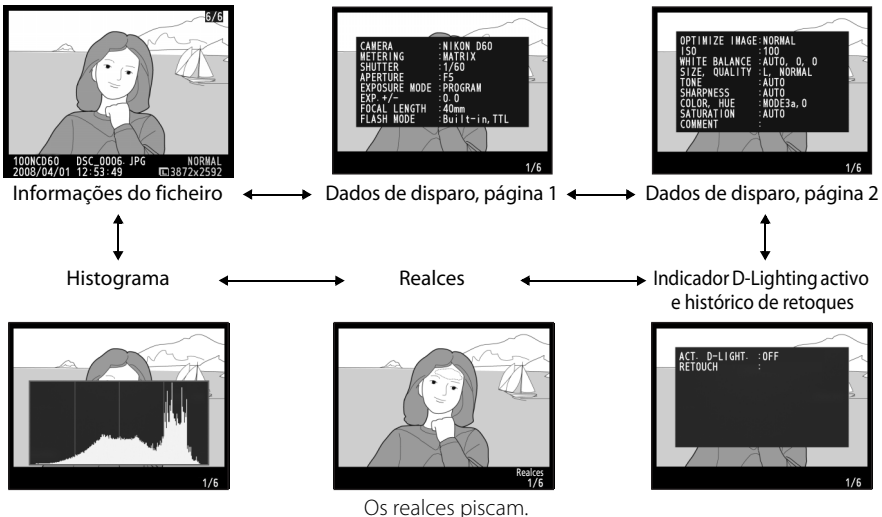 6/6
100NCD60 DSC_0006. JPG NORMAL
2008/04/01 12:53:49 L 3872x2592
CAMERA :NIKON D60
METERING :MATRIX
SHUTTER :1/60
APERTURE :F5
EXPOSURE MODE :PROGRAM
EXP. +/- :0.0
FOCAL LENGTH :40mm
FLASH MODE :Built-in, TTL
1/6
OPTIMIZE IMAGE:NORMAL
ISO :100
WHITE BALANCE :AUTO, 0, 0
SIZE, QUALITY :L, NORMAL
TONE :AUTO
SHARPNESS :AUTO
COLOR, HUE :MODE3a, 0
SATURATION :AUTO
COMMENT :
1/6
Informações do ficheiro
Dados de disparo, página 1
Dados de disparo, página 2
Histograma
Realces
Indicador D-Lighting activo
e histórico de retoques
1/6
Realces
1/6
ACT. D-LIGHT. :OFF
RETOUCH :
1/6
Os realces piscam.